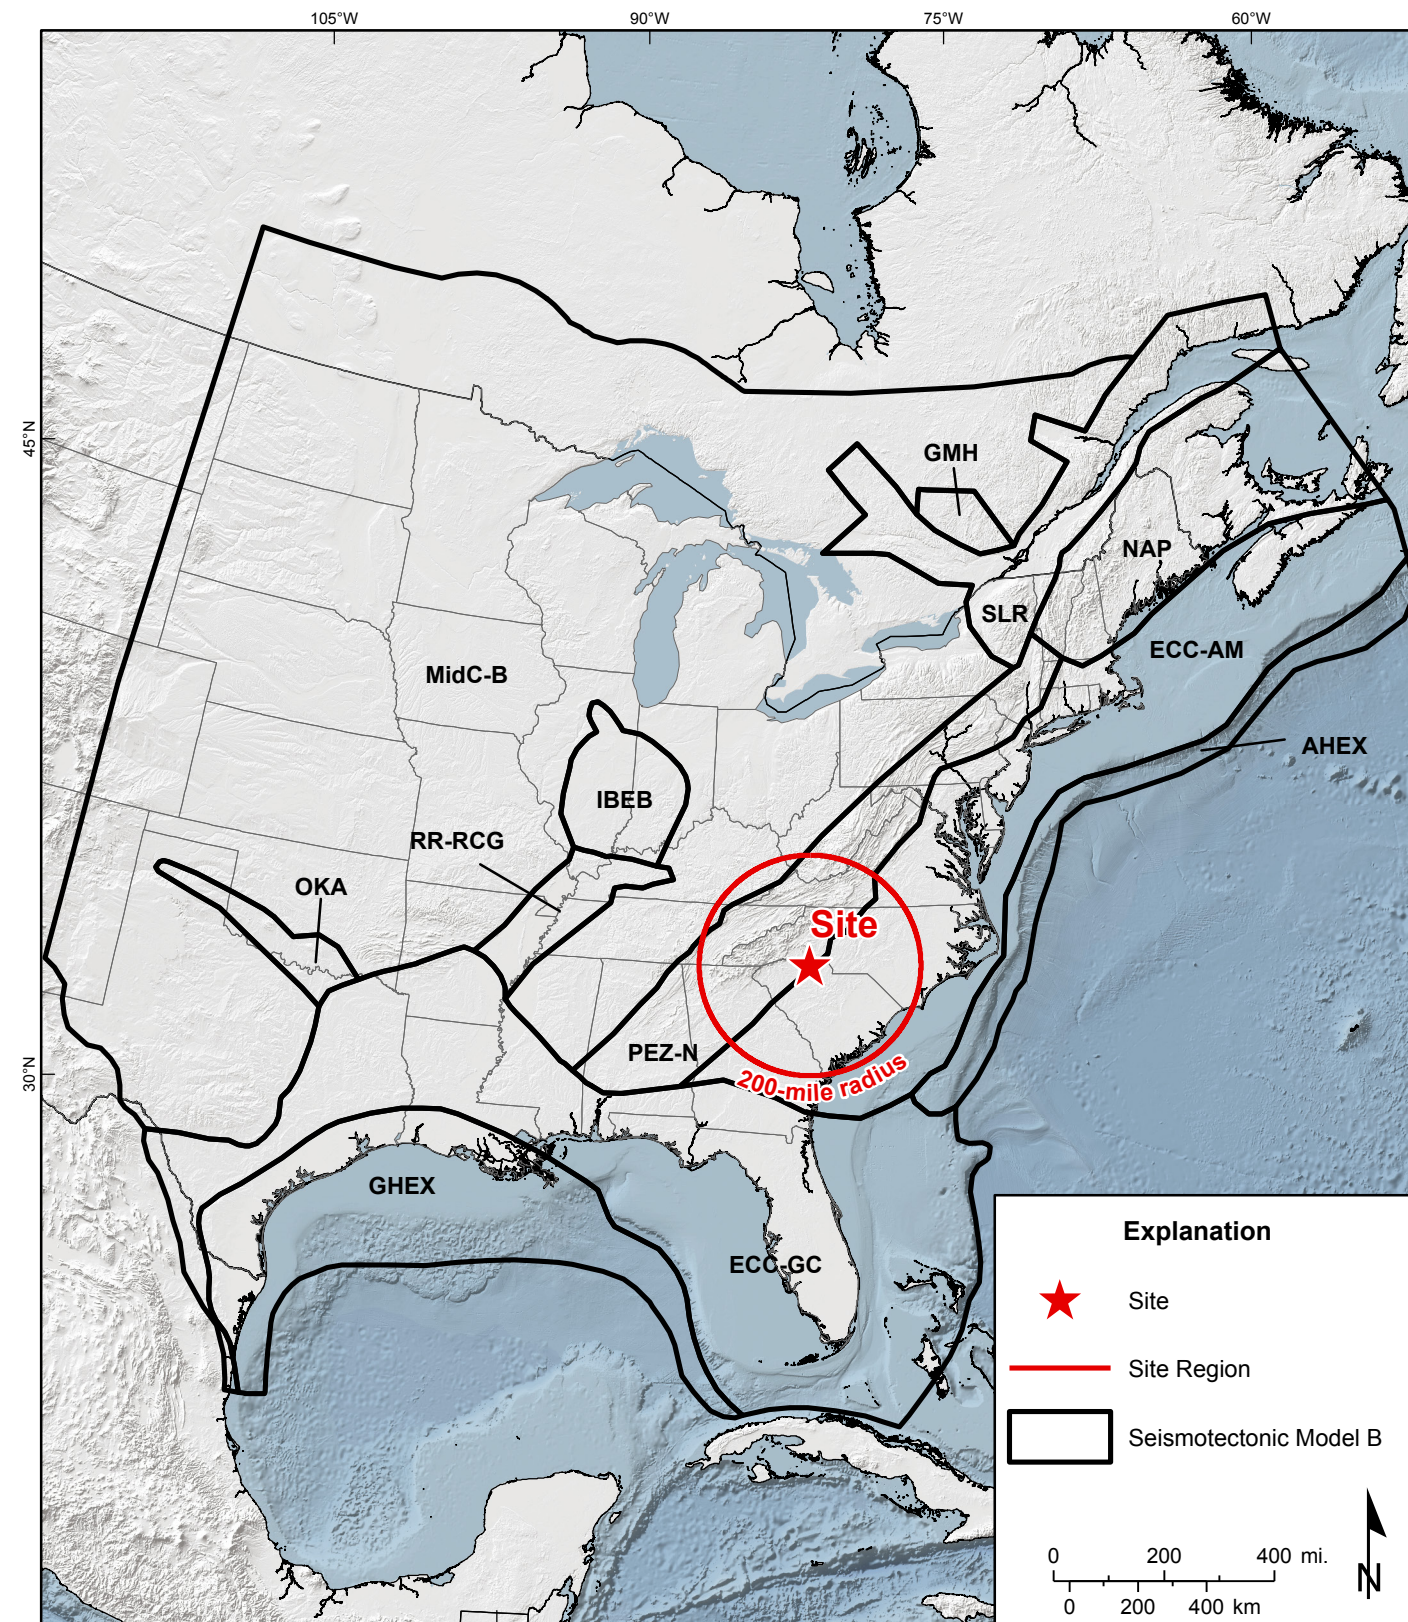 105°W 90°W 75°W 60°W
45°N
30°N
GMH
NAP
SLR
ECC-AM
MidC-B
AHEX
IBEB
RR-RCG
OKA
Site
PEZ-N
200-mile radius
GHEX
ECC-GC
Explanation
Site
Site Region
Seismotectonic Model B
0 200 400 mi.
0 200 400 km
N